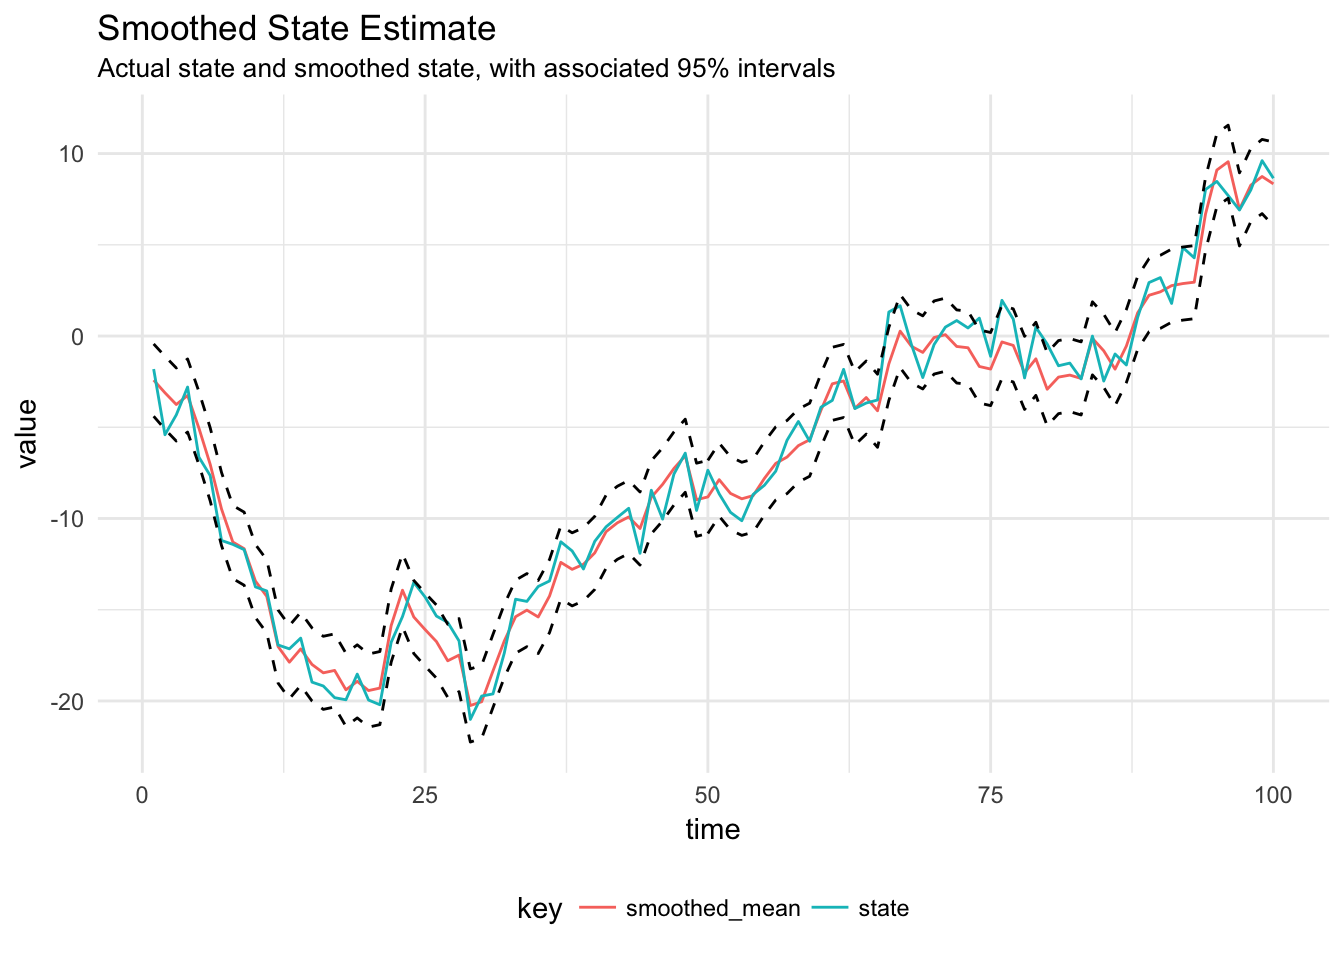 Smoothed State Estimate
Actual state and smoothed state, with associated 95% intervals
value
10
0
-10
-20
0 25 50 75 100
time
key smoothed_mean state